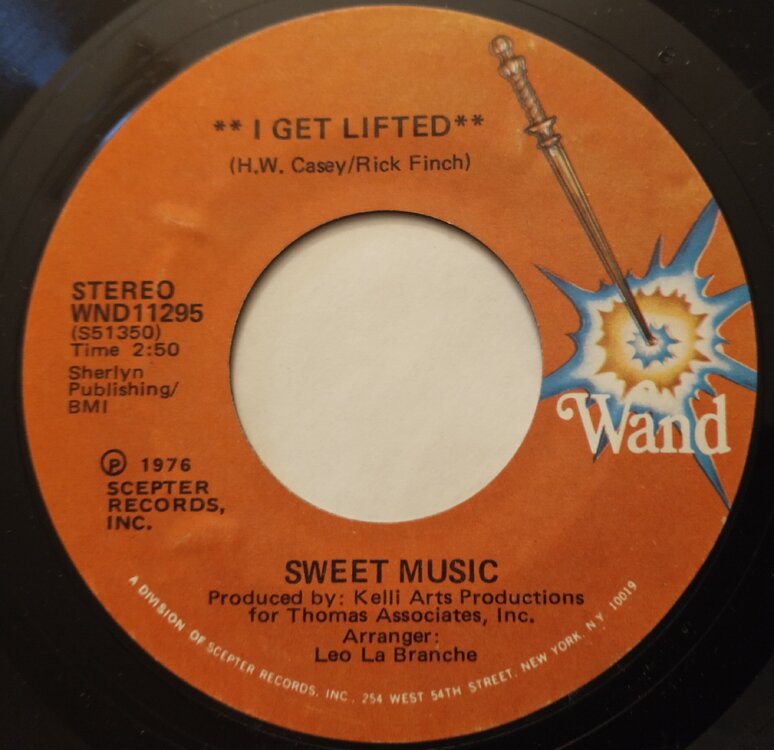 ** I GET LIFTED**
(H.W. Casey/Rick Finch)
STEREO
WND11295
(S51350)
Time 2:50
Sherlyn
Publishing/
BMI
Ⓟ 1976
SCEPTER
RECORDS,
INC.
Wand
SWEET MUSIC
Produced by: Kelli Arts Productions
for Thomas Associates, Inc.
Arranger:
Leo La Branche
A DIVISION OF SCEPTER RECORDS, INC., 254 WEST 54TH STREET, NEW YORK, N.Y. 10019